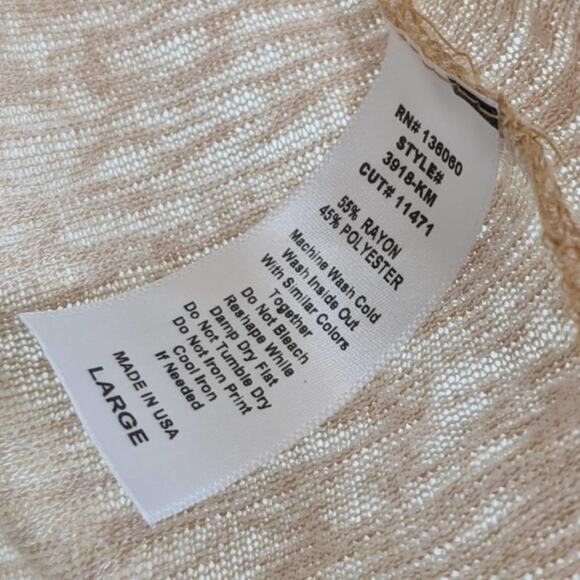 RN# 136060
STYLE#
3918-KM
CUT# 11471
55% RAYON
45% POLYESTER
Machine Wash Cold
Wash Inside Out
With Similar Colors
Together
Do Not Bleach
Reshape While
Damp Dry Flat
Do Not Tumble Dry
Do Not Iron Print
Cool Iron
If Needed
MADE IN USA
LARGE